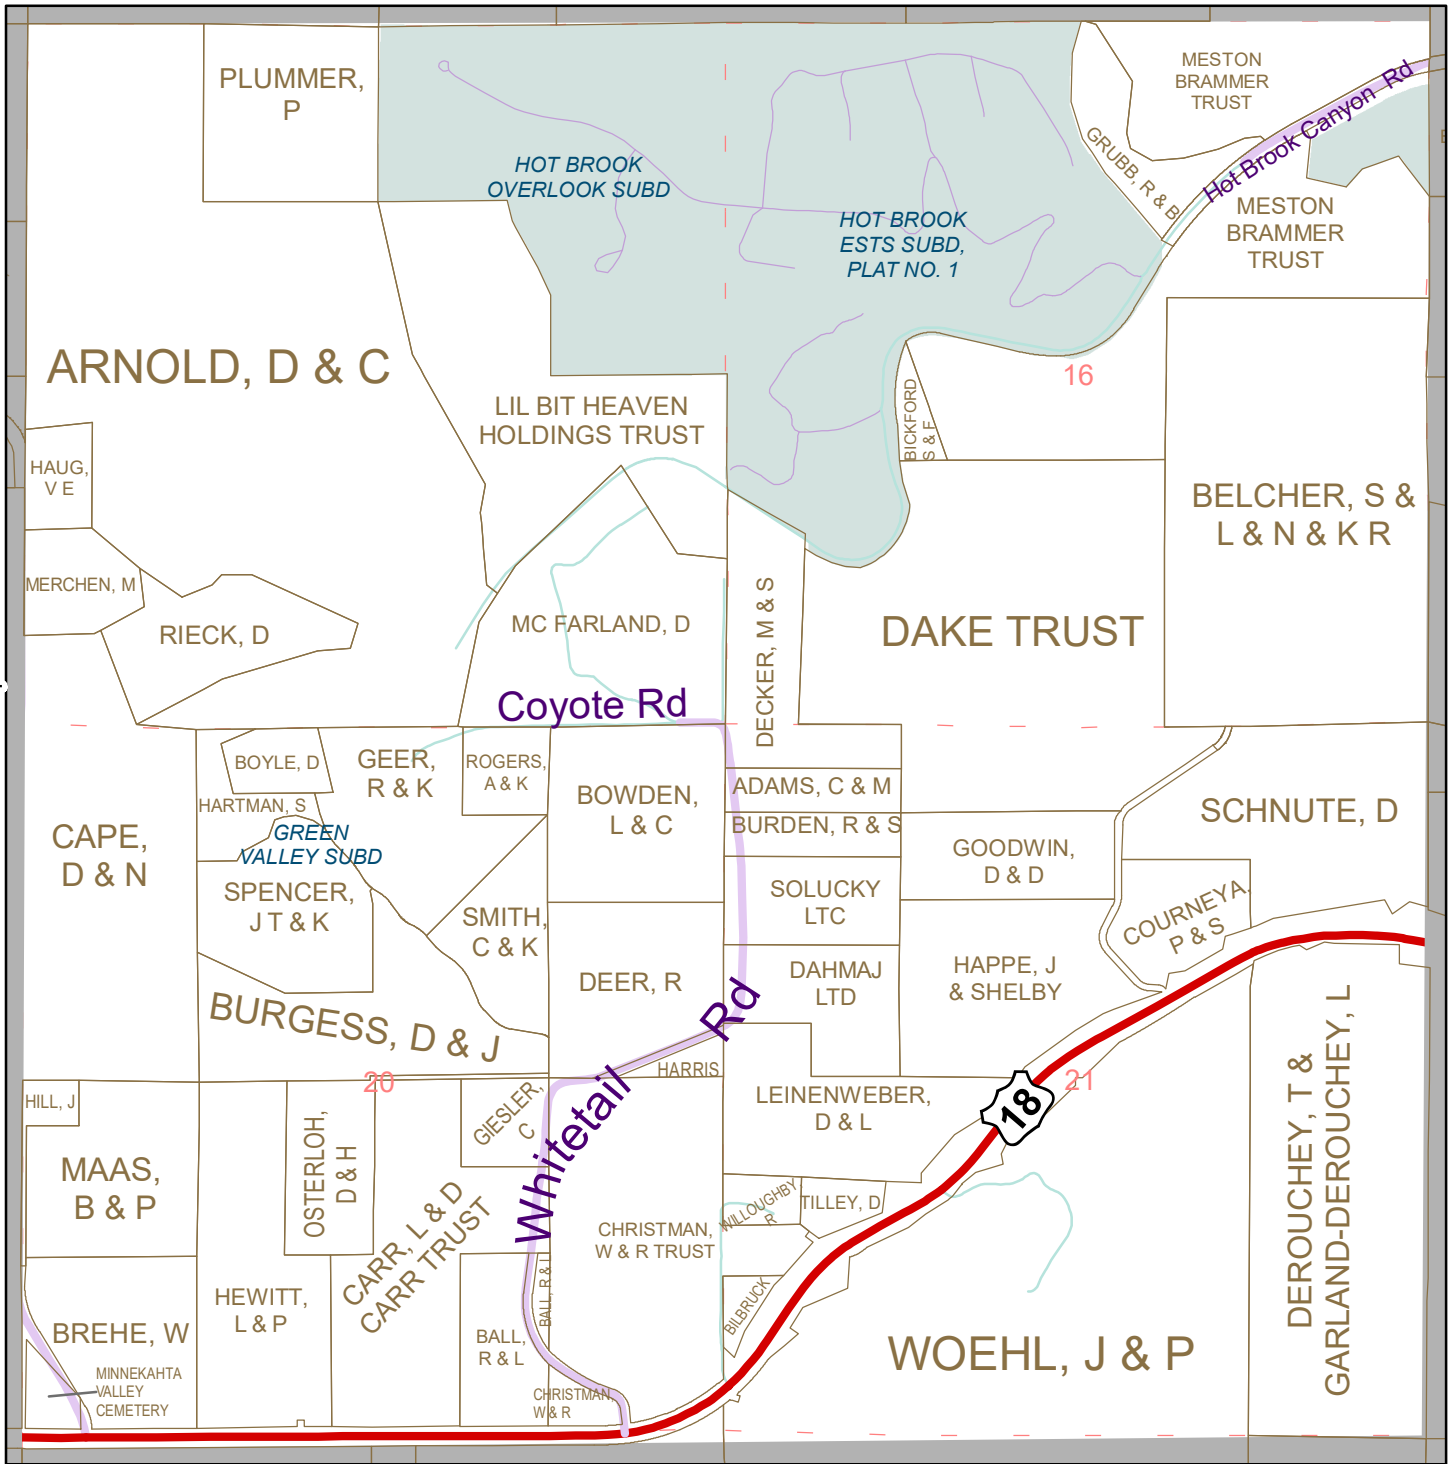 PLUMMER,
P
MESTON
BRAMMER
TRUST
Hot Brook Canyon Rd
GRUBB, R & B
HOT BROOK
OVERLOOK SUBD
HOT BROOK
ESTS SUBD,
PLAT NO. 1
MESTON
BRAMMER
TRUST
ARNOLD, D & C
16
LIL BIT HEAVEN
HOLDINGS TRUST
BICKFORD
S & F
HAUG,
V E
BELCHER, S &
L & N & K R
MERCHEN, M
RIECK, D
MC FARLAND, D
DECKER, M & S
DAKE TRUST
Coyote Rd
BOYLE, D
GEER,
R & K
ROGERS,
A & K
HARTMAN, S
BOWDEN,
L & C
ADAMS, C & M
BURDEN, R & S
SCHNUTE, D
CAPE,
D & N
GREEN
VALLEY SUBD
GOODWIN,
D & D
SPENCER,
J T & K
SMITH,
C & K
SOLUCKY
LTC
COURNEYA,
P & S
DEER, R
DAHMAJ
LTD
HAPPE, J
& SHELBY
BURGESS, D & J
Whitetail Rd
HARRIS
20
21
18
HILL, J
GIESLER,
C
LEINENWEBER,
D & L
DEROUCHEY, T &
GARLAND-DEROUCHEY, L
MAAS,
B & P
OSTERLOH,
D & H
CARR, L & D
CARR TRUST
CHRISTMAN,
W & R TRUST
WILLOUGHBY
R
TILLEY, D
BALL, R & L
HEWITT,
L & P
BILBRUCK
BREHE, W
BALL,
R & L
WOEHL, J & P
MINNEKAHTA
VALLEY
CEMETERY
CHRISTMAN,
W & R